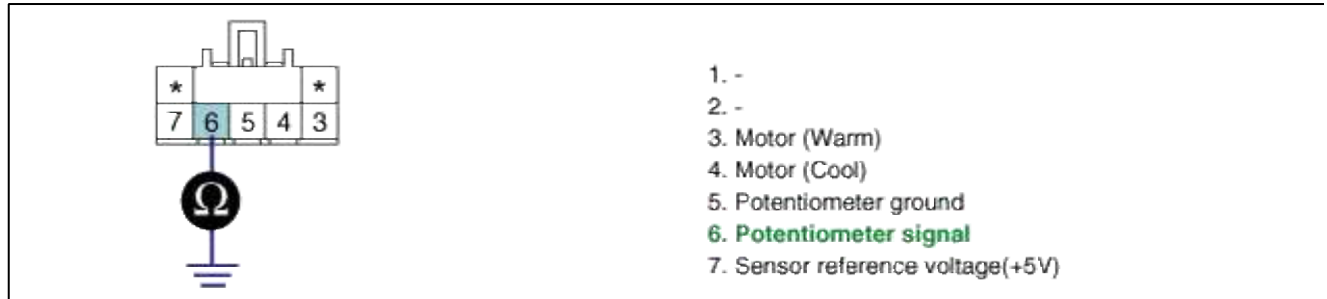 * *
7 6 5 4 3
Ω
1. -
2. -
3. Motor (Warm)
4. Motor (Cool)
5. Potentiometer ground
6. Potentiometer signal
7. Sensor reference voltage(+5V)